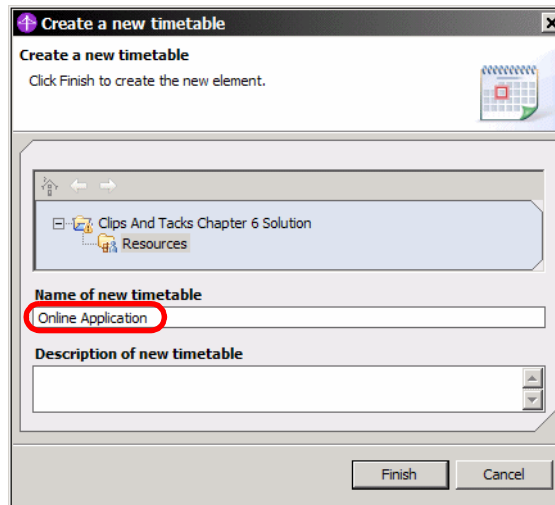 Create a new timetable
Create a new timetable
Click Finish to create the new element.
Clips And Tacks Chapter 6 Solution
Resources
Name of new timetable
Online Application
Description of new timetable
Finish
Cancel